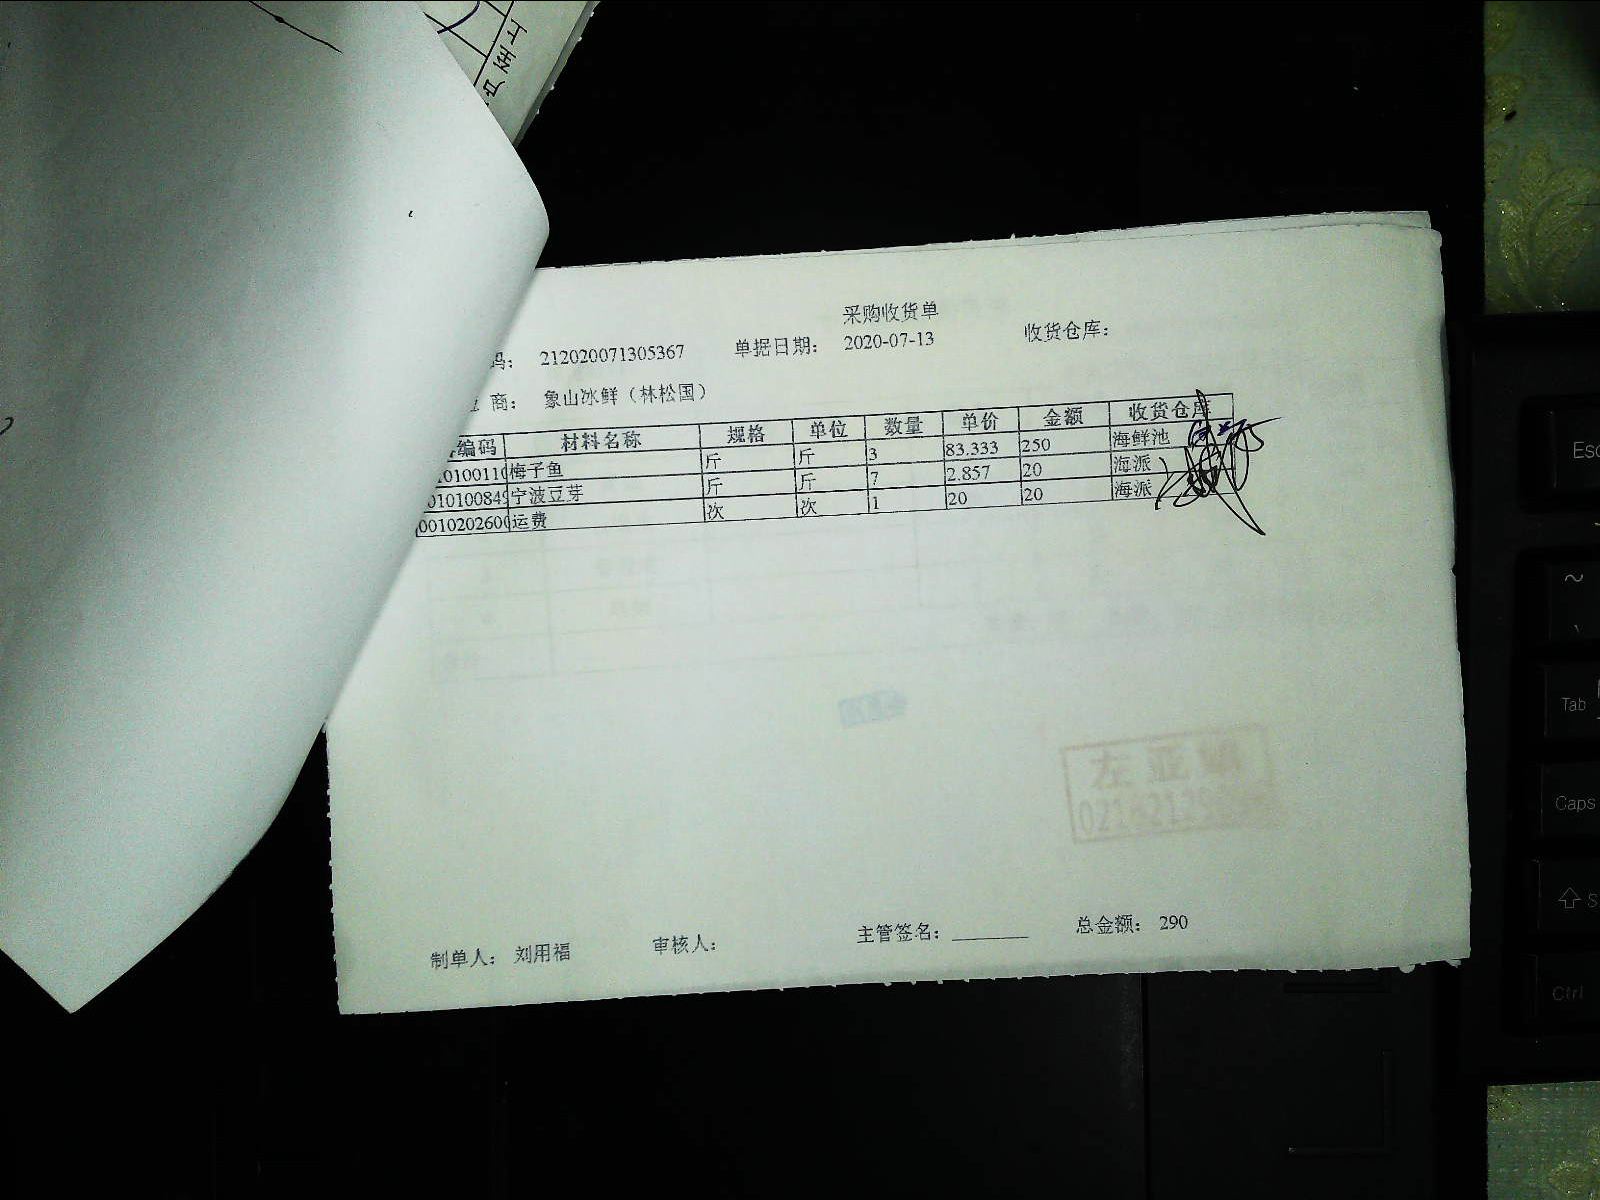 采购收货单
码： 212020071305367 单据日期： 2020-07-13 收货仓库：
商： 象山冰鲜（林松国）
编码 材料名称 规格 单位 数量 单价 金额 收货仓库
0100110 梅子鱼 斤 斤 3 83.333 250 海鲜池
010100849 宁波豆芽 斤 斤 7 2.857 20 海派
0010202600 运费 次 次 1 20 20 海派
左亚
制单人： 刘用福 审核人： 主管签名： 总金额： 290
Esc
~
Tab
Caps
Ctrl